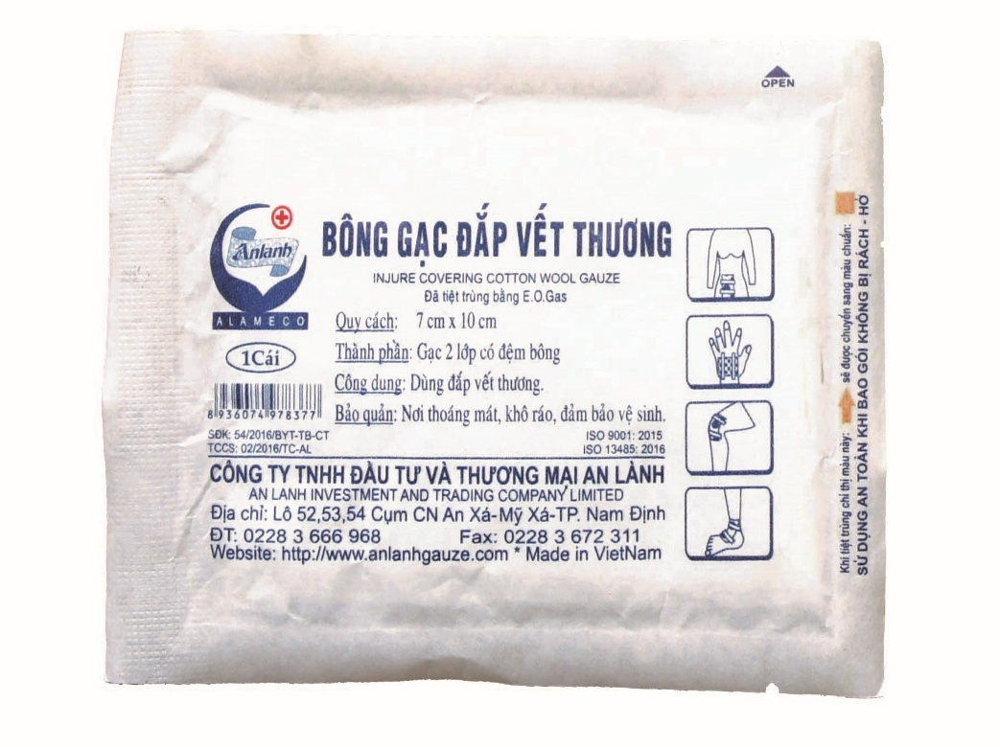 OPEN
Anlanh
ALAMECO
1Cái
8 936074 978377
BÔNG GẠC ĐẮP VẾT THƯƠNG
INJURE COVERING COTTON WOOL GAUZE
Đã tiệt trùng bằng E.O.Gas
Quy cách: 7 cm x 10 cm
Thành phần: Gạc 2 lớp có đệm bông
Công dung: Dùng đắp vết thương.
Bảo quản: Nơi thoáng mát, khô ráo, đảm bảo vệ sinh.
SĐK: 54/2016/BYT-TB-CT ISO 9001: 2015
TCCS: 02/2016/TC-AL ISO 13485: 2016
CÔNG TY TNHH ĐẦU TƯ VÀ THƯƠNG MẠI AN LÀNH
AN LANH INVESTMENT AND TRADING COMPANY LIMITED
Địa chỉ: Lô 52,53,54 Cụm CN An Xá-Mỹ Xá-TP. Nam Định
ĐT: 0228 3 666 968 Fax: 0228 3 672 311
Website: http://www.anlanhgauze.com * Made in VietNam
Khi tiệt trùng chỉ thị màu này: sẽ được chuyển sang màu chuẩn:
SỬ DỤNG AN TOÀN KHI BAO GÓI KHÔNG BỊ RÁCH - HỞ